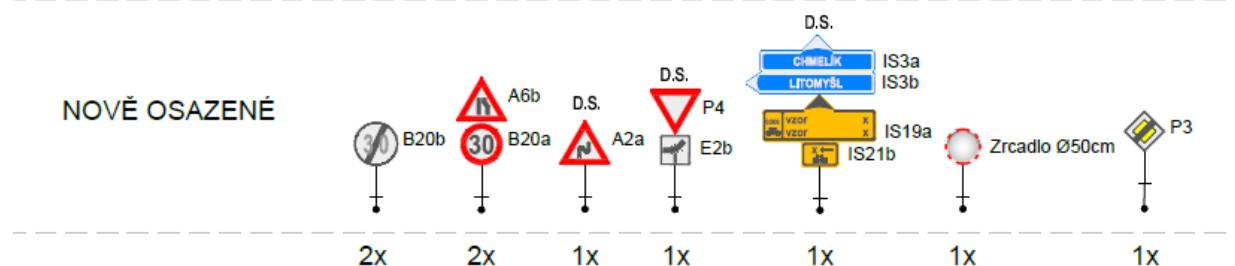 D.S.
CHMELÍK IS3a
LITOMYŠL IS3b
NOVĚ OSAZENÉ
30 B20b
A6b
30 B20a
D.S.
A2a
D.S.
P4
E2b
vzor x
vzor x
IS19a
x IS21b
Zrcadlo Ø50cm
P3
2x 2x 1x 1x 1x 1x 1x